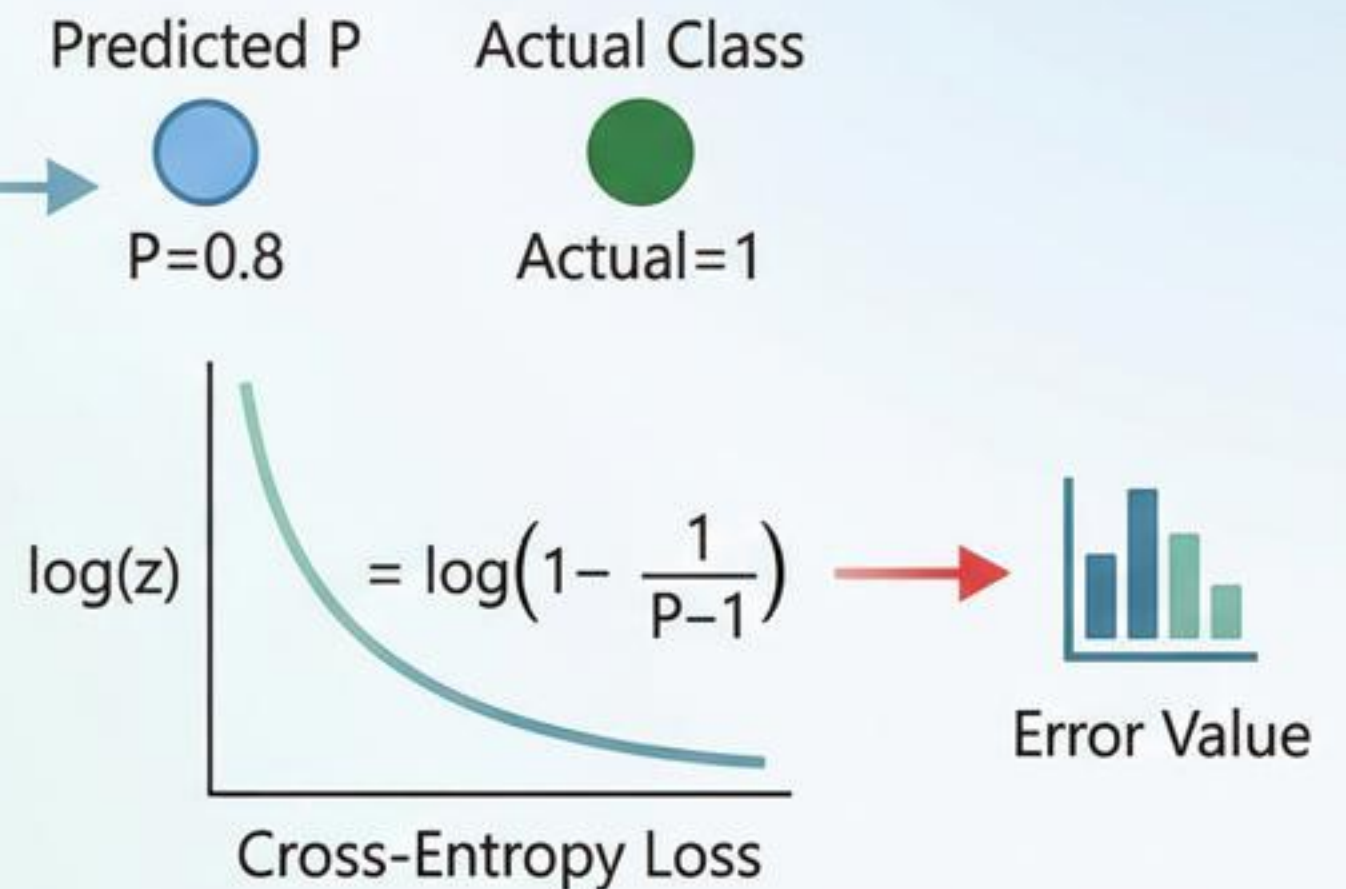 Predicted P
Actual Class
P=0.8
Actual=1
log(z) = log(1− 1/(P−1))
Error Value
Cross-Entropy Loss